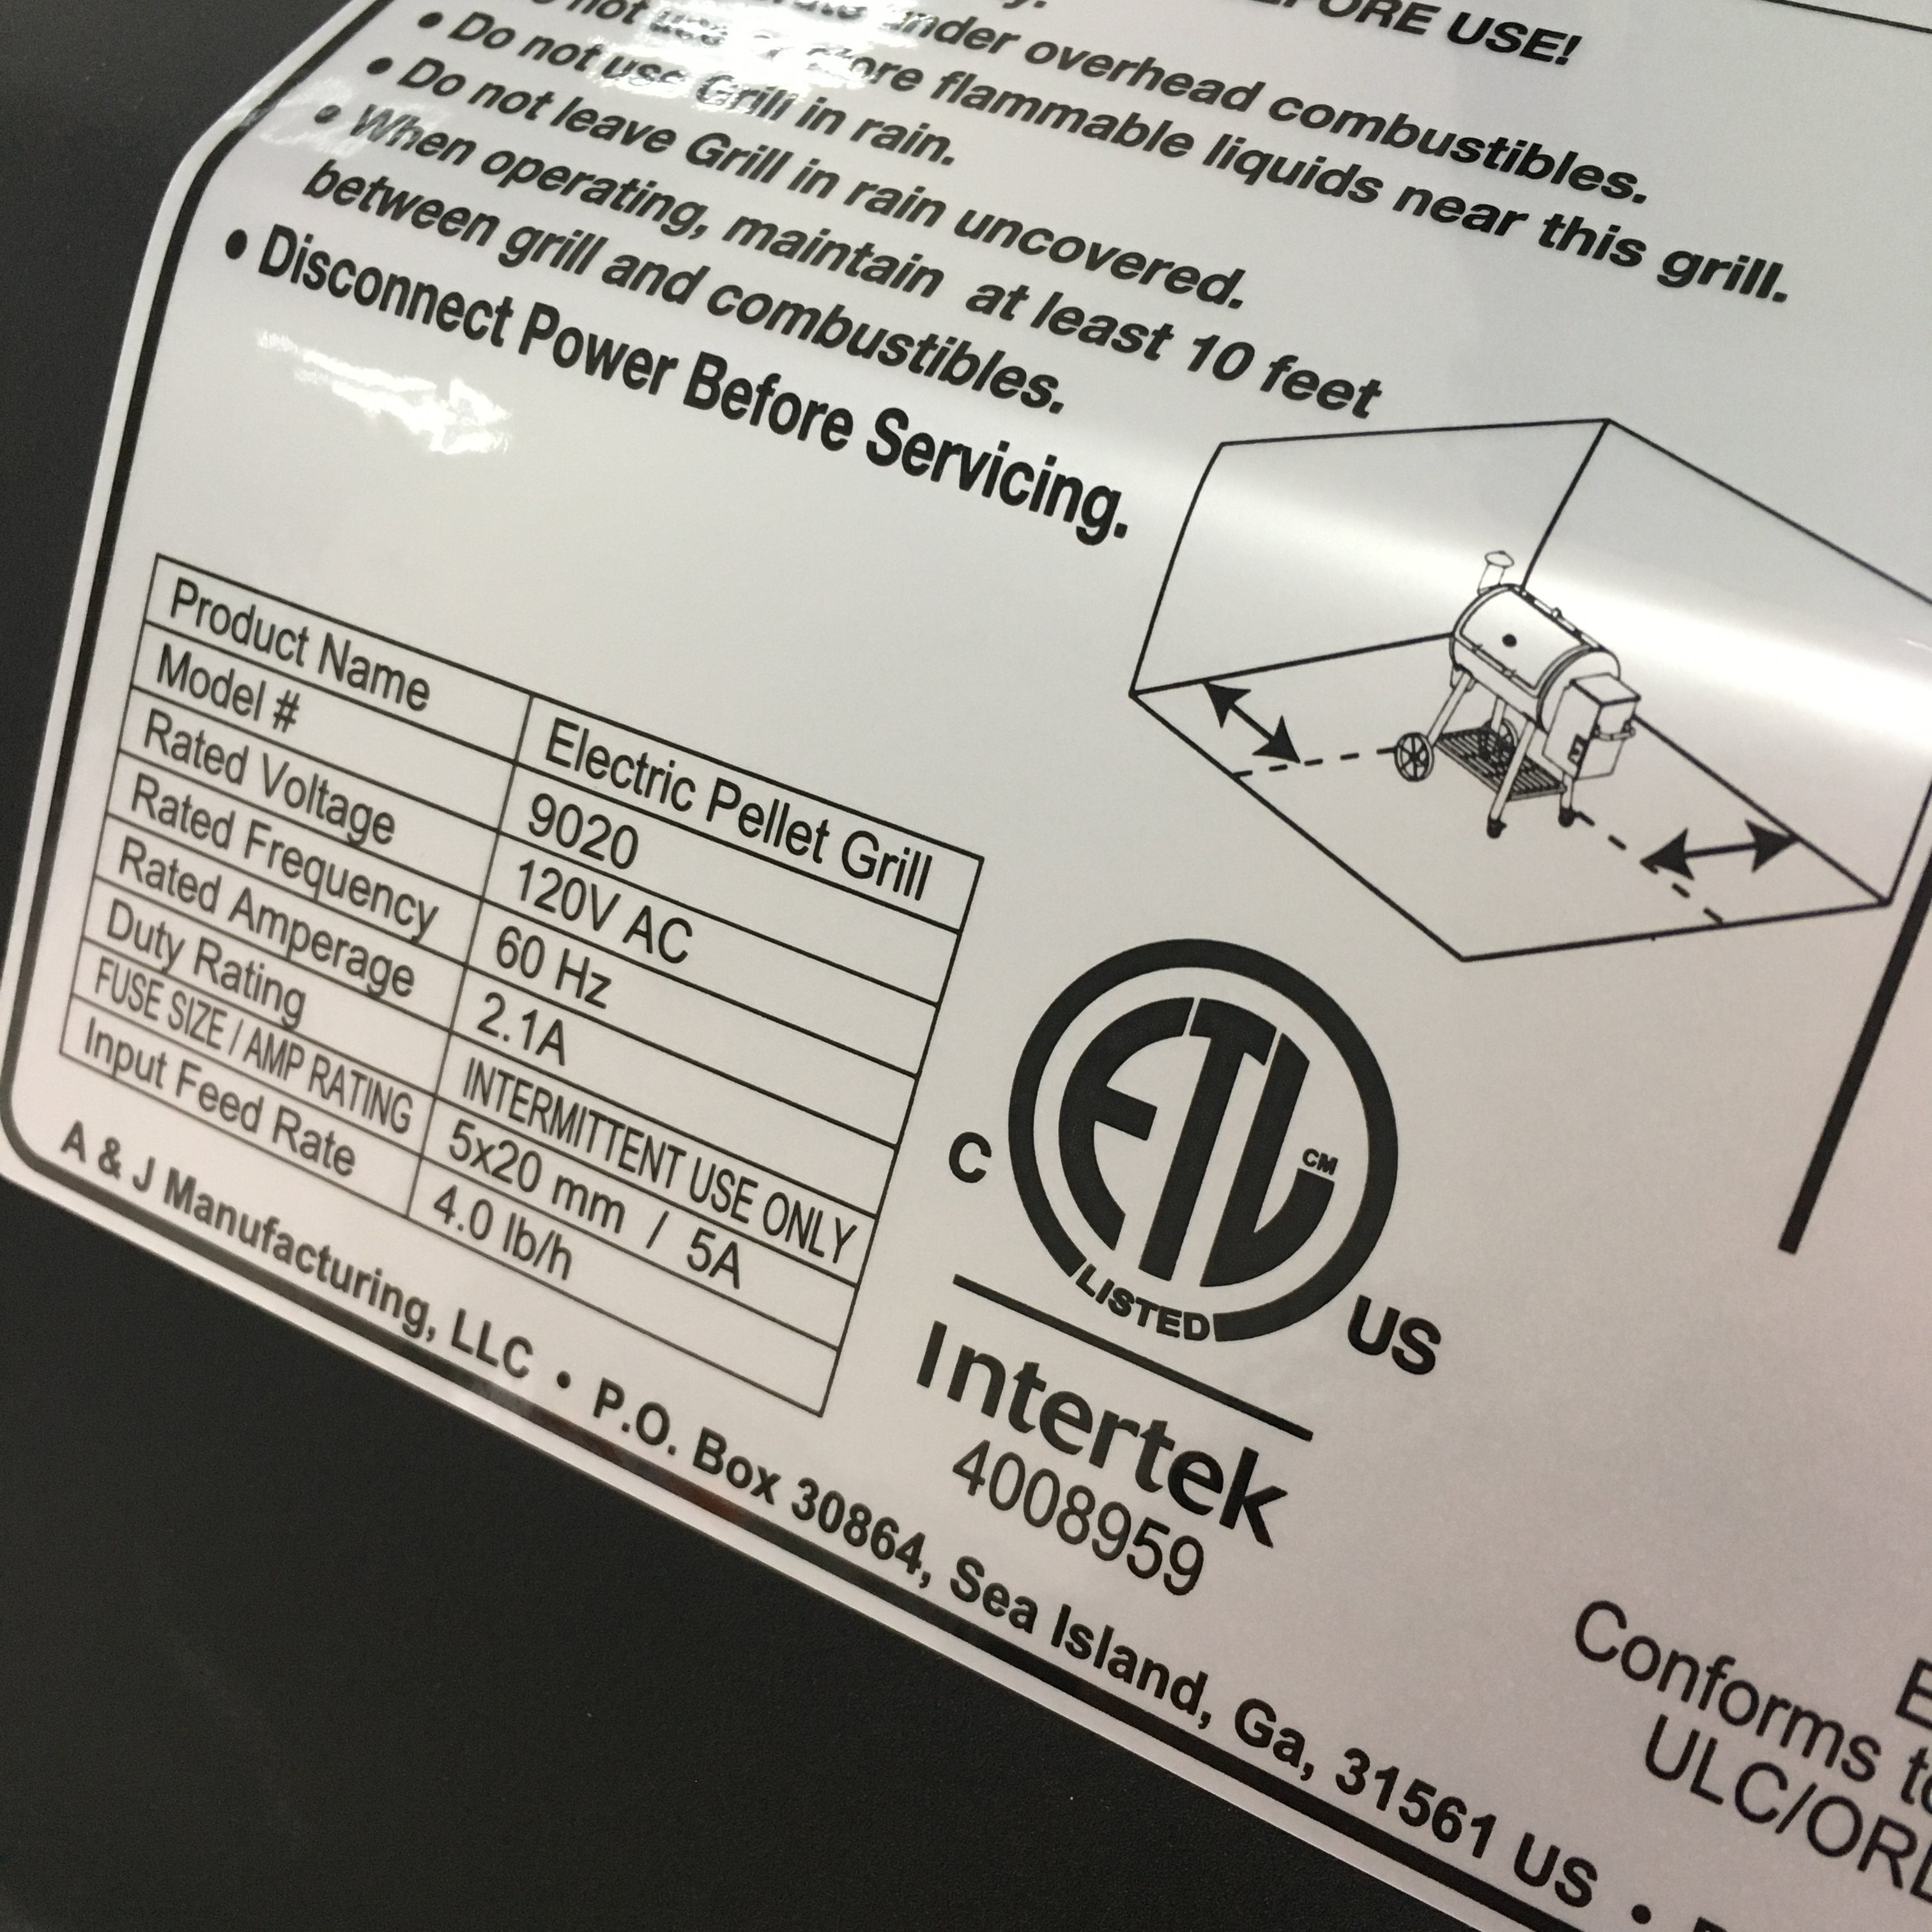 BEFORE USE!
under overhead combustibles.
not use or store flammable liquids near this grill.
• Do not use Grill in rain.
• Do not leave Grill in rain uncovered.
• When operating, maintain at least 10 feet
between grill and combustibles.
• Disconnect Power Before Servicing.
Product Name Electric Pellet Grill
Model # 9020
Rated Voltage 120V AC
Rated Frequency 60 Hz
Rated Amperage 2.1A
Duty Rating INTERMITTENT USE ONLY
FUSE SIZE / AMP RATING 5x20 mm / 5A
Input Feed Rate 4.0 lb/h
C ETL CM US
LISTED
Intertek
4008959
Conforms
ULC/
A & J Manufacturing, LLC • P.O. Box 30864, Sea Island, Ga, 31561 US •